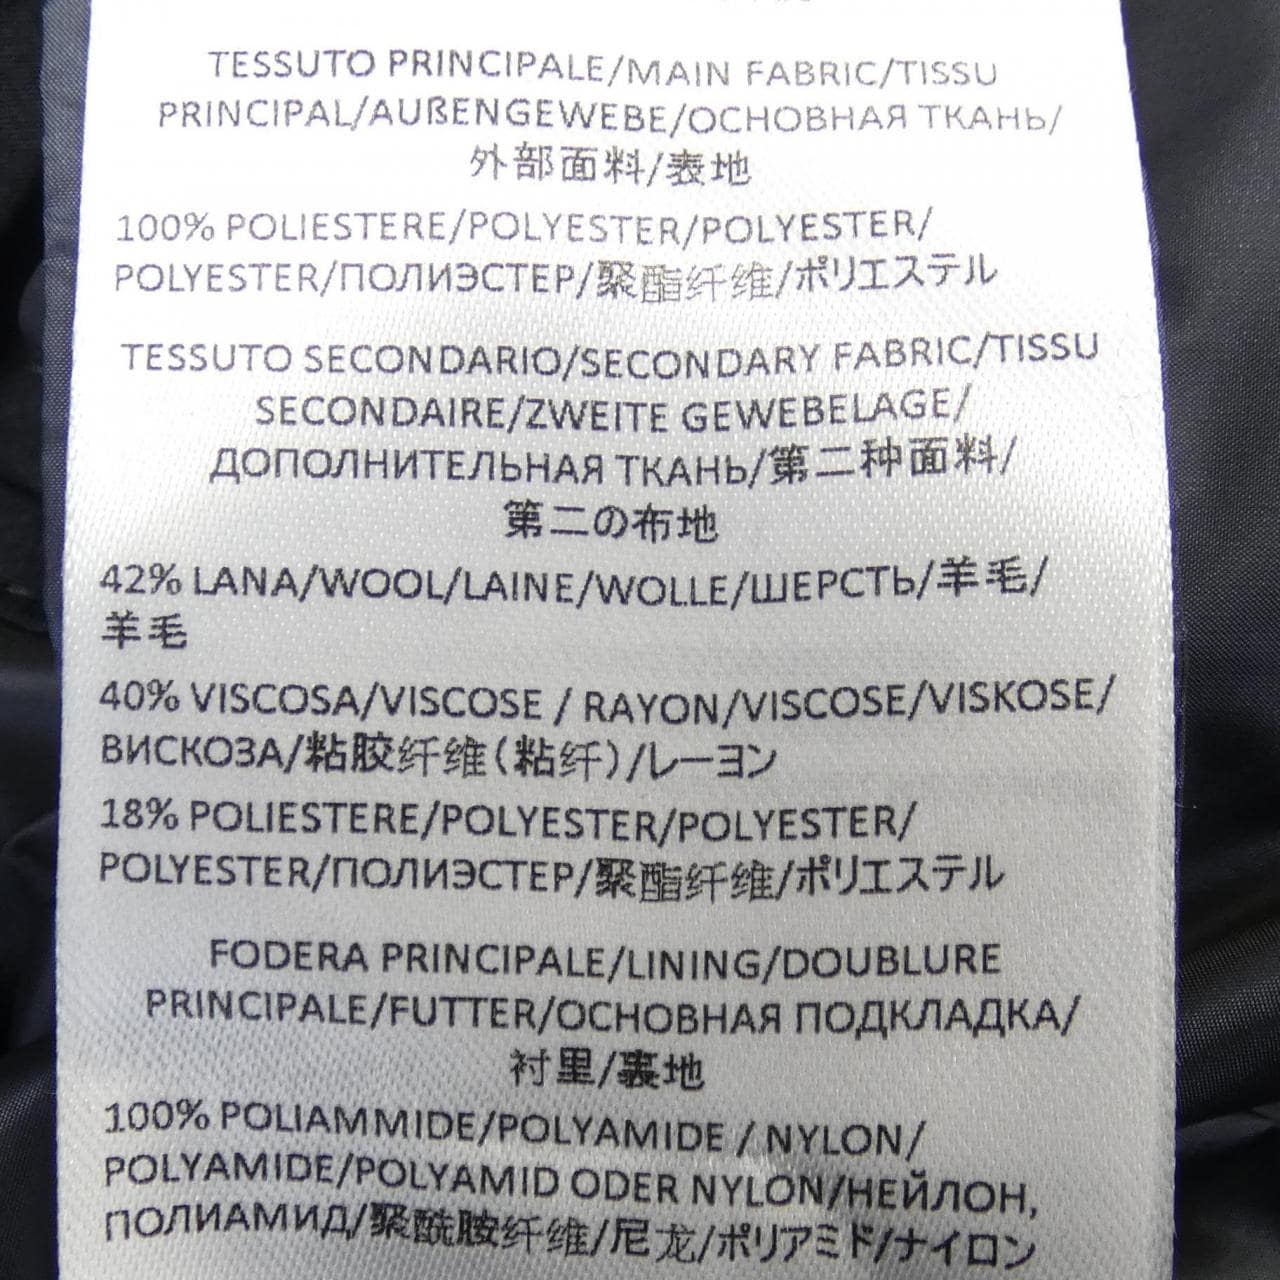 TESSUTO PRINCIPALE/MAIN FABRIC/TISSU
PRINCIPAL/AUßENGEWEBE/ОСНОВНАЯ ТКАНЬ/
外部面料/表地
100% POLIESTERE/POLYESTER/POLYESTER/
POLYESTER/ПОЛИЭСТЕР/聚酯纤维/ポリエステル
TESSUTO SECONDARIO/SECONDARY FABRIC/TISSU
SECONDAIRE/ZWEITE GEWEBELAGE/
ДОПОЛНИТЕЛЬНАЯ ТКАНЬ/第二种面料/
第二の布地
42% LANA/WOOL/LAINE/WOLLE/ШЕРСТЬ/羊毛/
羊毛
40% VISCOSA/VISCOSE / RAYON/VISCOSE/VISKOSE/
ВИСКОЗА/粘胶纤维(粘纤)/レーヨン
18% POLIESTERE/POLYESTER/POLYESTER/
POLYESTER/ПОЛИЭСТЕР/聚酯纤维/ポリエステル
FODERA PRINCIPALE/LINING/DOUBLURE
PRINCIPALE/FUTTER/ОСНОВНАЯ ПОДКЛАДКА/
衬里/裏地
100% POLIAMMIDE/POLYAMIDE / NYLON/
POLYAMIDE/POLYAMID ODER NYLON/НЕЙЛОН,
ПОЛИАМИД/聚酰胺纤维/尼龙/ポリアミド/ナイロン